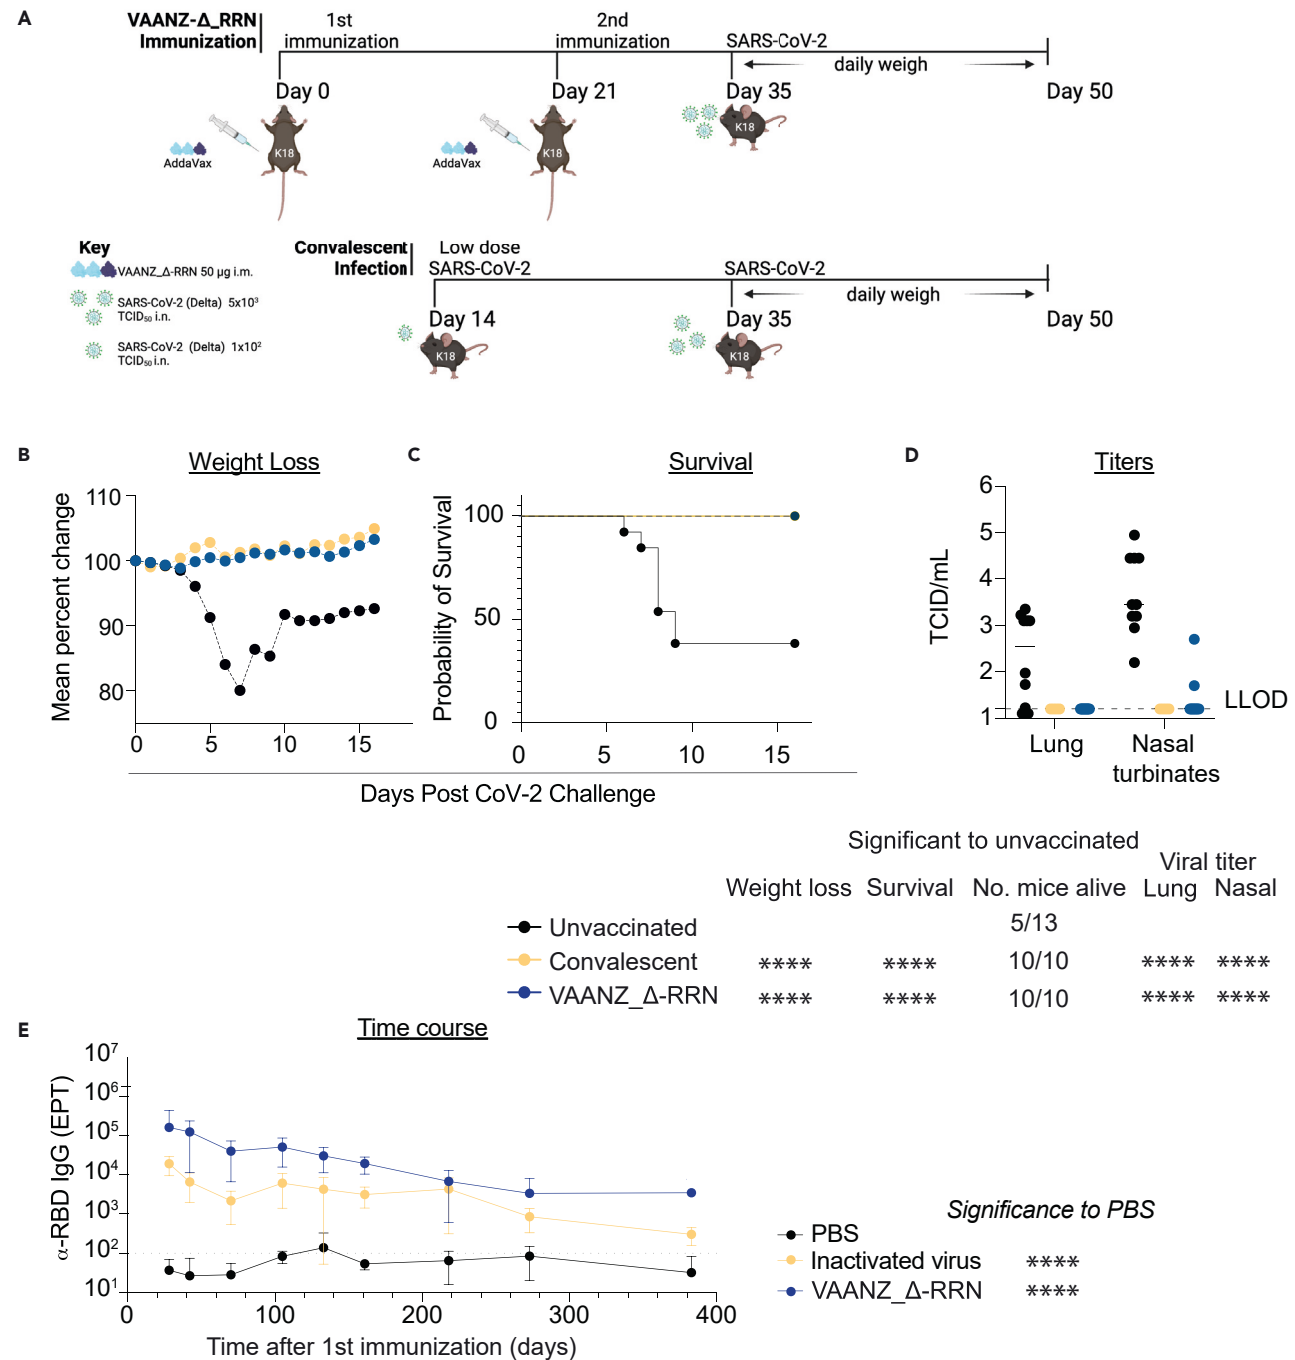 A
VAANZ-Δ_RRN
Immunization
1st
immunization
2nd
immunization
SARS-CoV-2
daily weigh
Day 0
Day 21
Day 35
Day 50
AddaVax
K18
AddaVax
K18
K18
Key
VAANZ_Δ-RRN 50 µg i.m.
SARS-CoV-2 (Delta) 5x10³
TCID₅₀ i.n.
SARS-CoV-2 (Delta) 1x10²
TCID₅₀ i.n.
Convalescent
Infection
Low dose
SARS-CoV-2
SARS-CoV-2
daily weigh
Day 14
Day 35
Day 50
K18
K18
B
Weight Loss
Mean percent change
110
100
90
80
0 5 10 15
C
Survival
Probability of Survival
100
50
0
0 5 10 15
Days Post CoV-2 Challenge
D
Titers
TCID/mL
6
5
4
3
2
1
LLOD
Lung
Nasal
turbinates
Significant to unvaccinated
Viral titer
Weight loss Survival No. mice alive Lung Nasal
Unvaccinated 5/13
Convalescent **** **** 10/10 **** ****
VAANZ_Δ-RRN **** **** 10/10 **** ****
E
Time course
α-RBD IgG (EPT)
10⁷
10⁶
10⁵
10⁴
10³
10²
10¹
0 100 200 300 400
Time after 1st immunization (days)
Significance to PBS
PBS
Inactivated virus ****
VAANZ_Δ-RRN ****